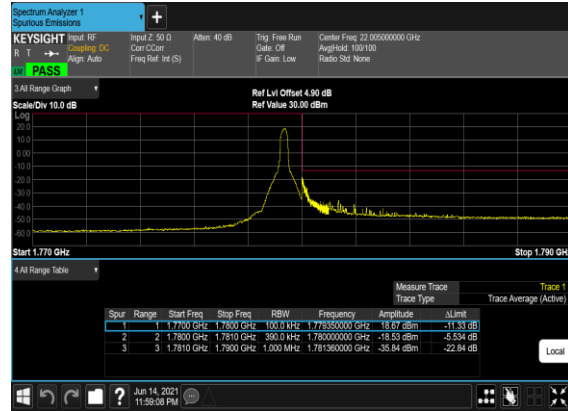 Spectrum Analyzer 1
Spurious Emissions
KEYSIGHT Input: RF Input Z: 50 Ω Atten: 40 dB Trig: Free Run Center Freq: 22.005000000 GHz
R T Coupling: DC Corr CCorr Gate: Off Avg|Hold: 100/100
Align: Auto Freq Ref: Int (S) IF Gain: Low Radio Std: None
PASS
3 All Range Graph
Ref Lvl Offset 4.90 dB
Scale/Div 10.0 dB Ref Value 30.00 dBm
Log
20.0
10.0
0.00
-10.0
-20.0
-30.0
-40.0
-50.0
-60.0
Start 1.770 GHz Stop 1.790 GH
4 All Range Table
Measure Trace Trace 1
Trace Type Trace Average (Active)
Spur Range Start Freq Stop Freq RBW Frequency Amplitude ΔLimit
1 1 1.7700 GHz 1.7800 GHz 100.0 kHz 1.779350000 GHz 18.67 dBm -11.33 dB
2 2 1.7800 GHz 1.7810 GHz 390.0 kHz 1.780000000 GHz -18.53 dBm -5.534 dB
3 3 1.7810 GHz 1.7900 GHz 1.000 MHz 1.781360000 GHz -35.84 dBm -22.84 dB
Local
? Jun 14, 2021
11:59:08 PM